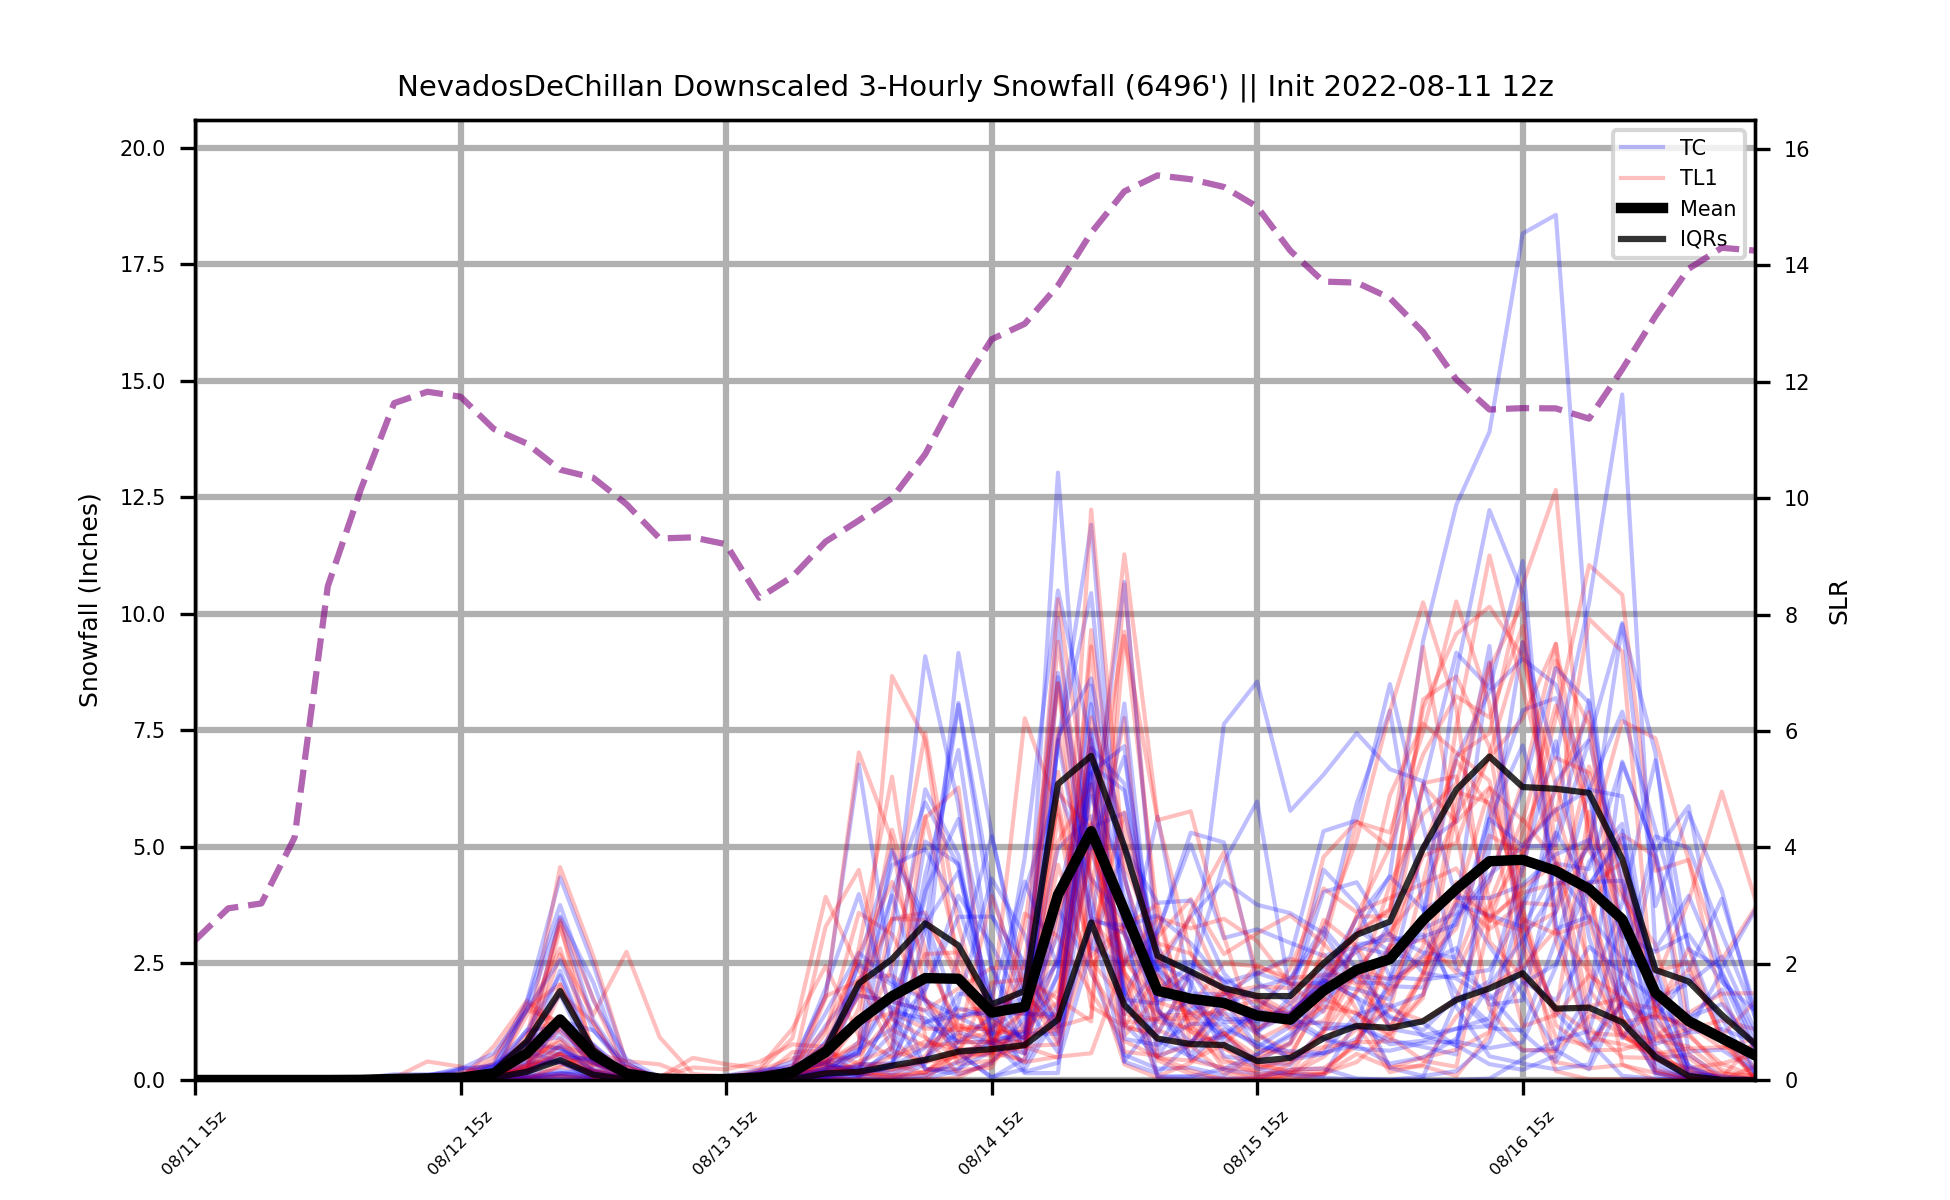 NevadosDeChillan Downscaled 3-Hourly Snowfall (6496') || Init 2022-08-11 12z
TC
TL1
Mean
IQRs
Snowfall (Inches)
20.0
17.5
15.0
12.5
10.0
7.5
5.0
2.5
0.0
16
14
12
10
8
6
4
2
0
SLR
08/11 15z
08/12 15z
08/13 15z
08/14 15z
08/15 15z
08/16 15z